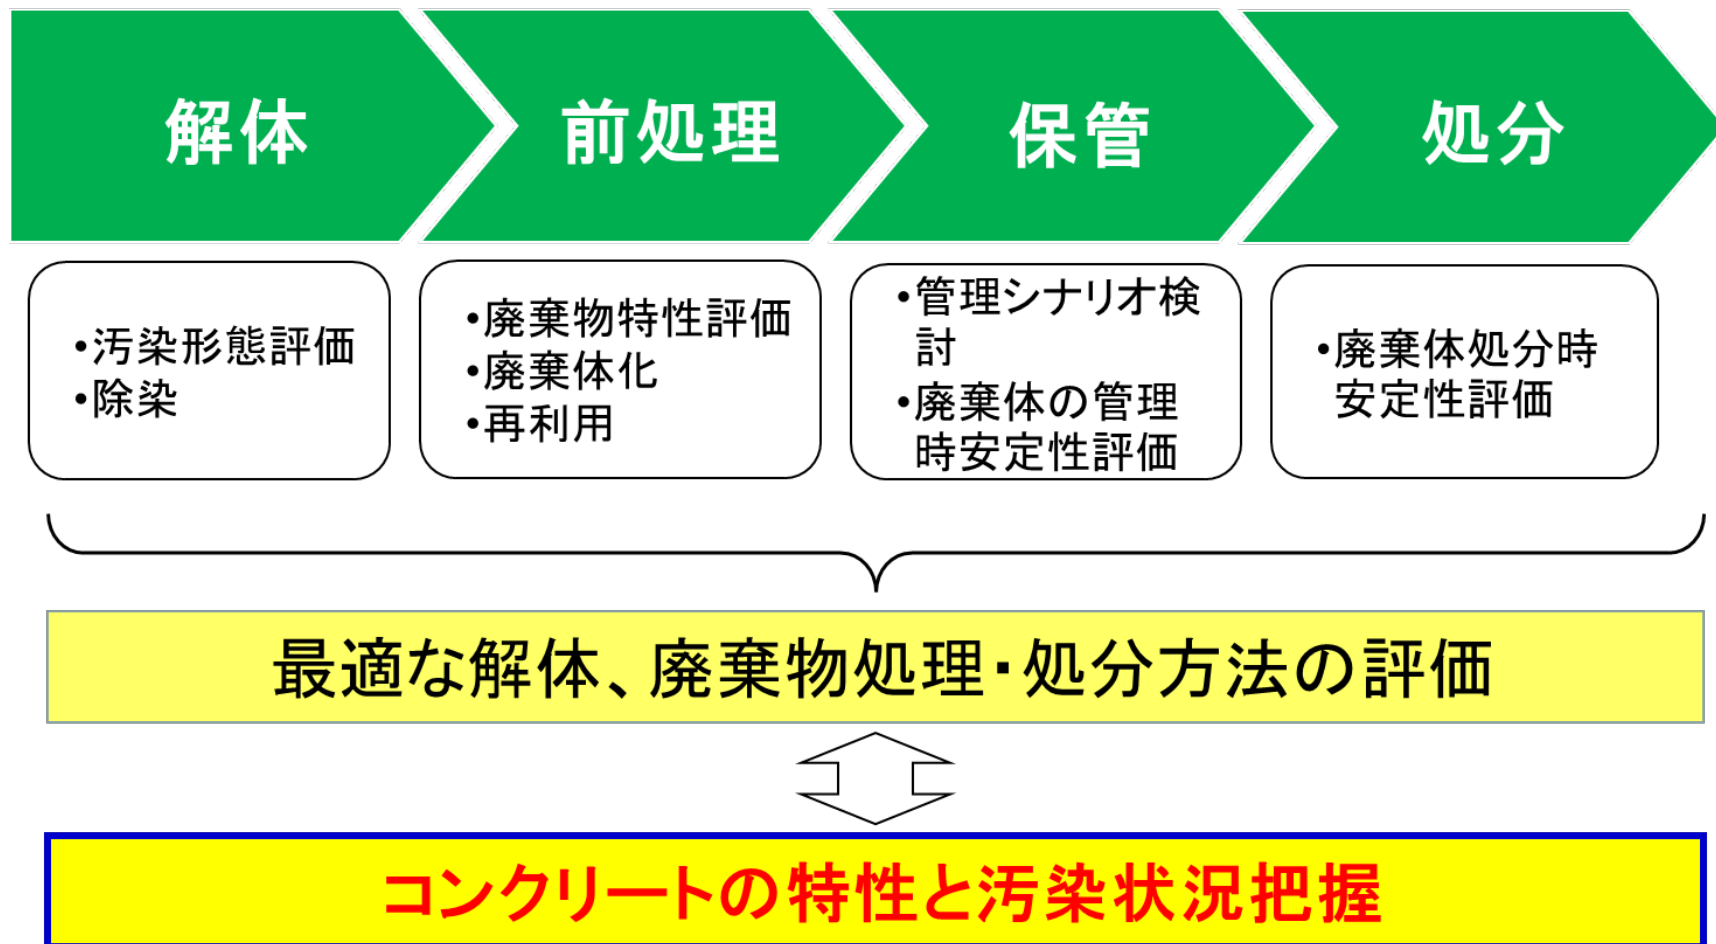 解体
前処理
保管
処分
•汚染形態評価
•除染
•廃棄物特性評価
•廃棄体化
•再利用
•管理シナリオ検
討
•廃棄体の管理
時安定性評価
•廃棄体処分時
安定性評価
最適な解体、廃棄物処理・処分方法の評価
コンクリートの特性と汚染状況把握